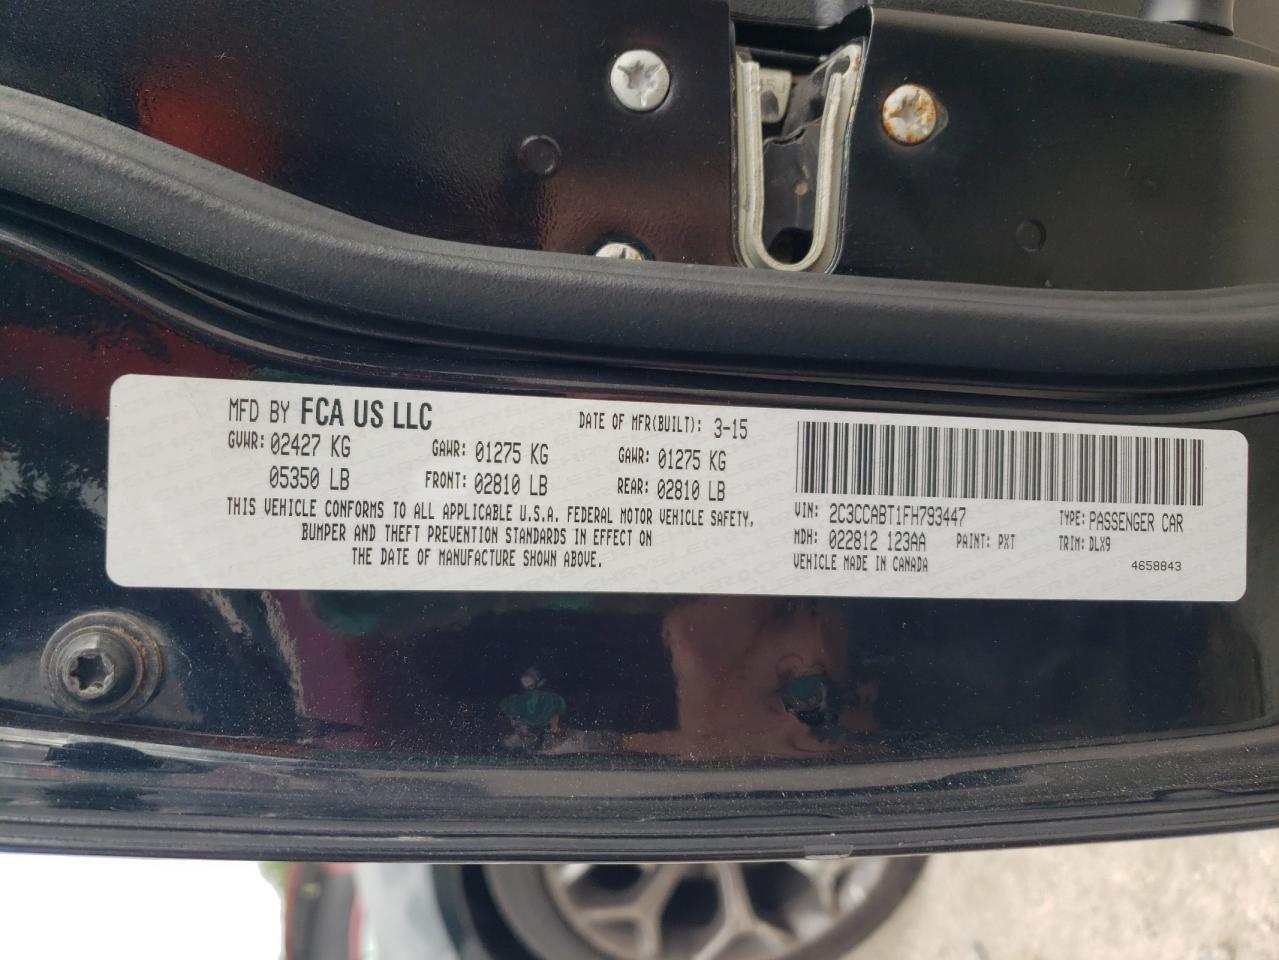 MFD BY FCA US LLC
DATE OF MFR(BUILT): 3-15
GVWR: 02427 KG
GAWR: 01275 KG
GAWR: 01275 KG
05350 LB
FRONT: 02810 LB
REAR: 02810 LB
THIS VEHICLE CONFORMS TO ALL APPLICABLE U.S.A. FEDERAL MOTOR VEHICLE SAFETY,
BUMPER AND THEFT PREVENTION STANDARDS IN EFFECT ON
THE DATE OF MANUFACTURE SHOWN ABOVE.
VIN: 2C3CCABT1FH793447
TYPE: PASSENGER CAR
MDH: 022812 123AA
PAINT: PXT
TRIM: DLX9
VEHICLE MADE IN CANADA
4658843